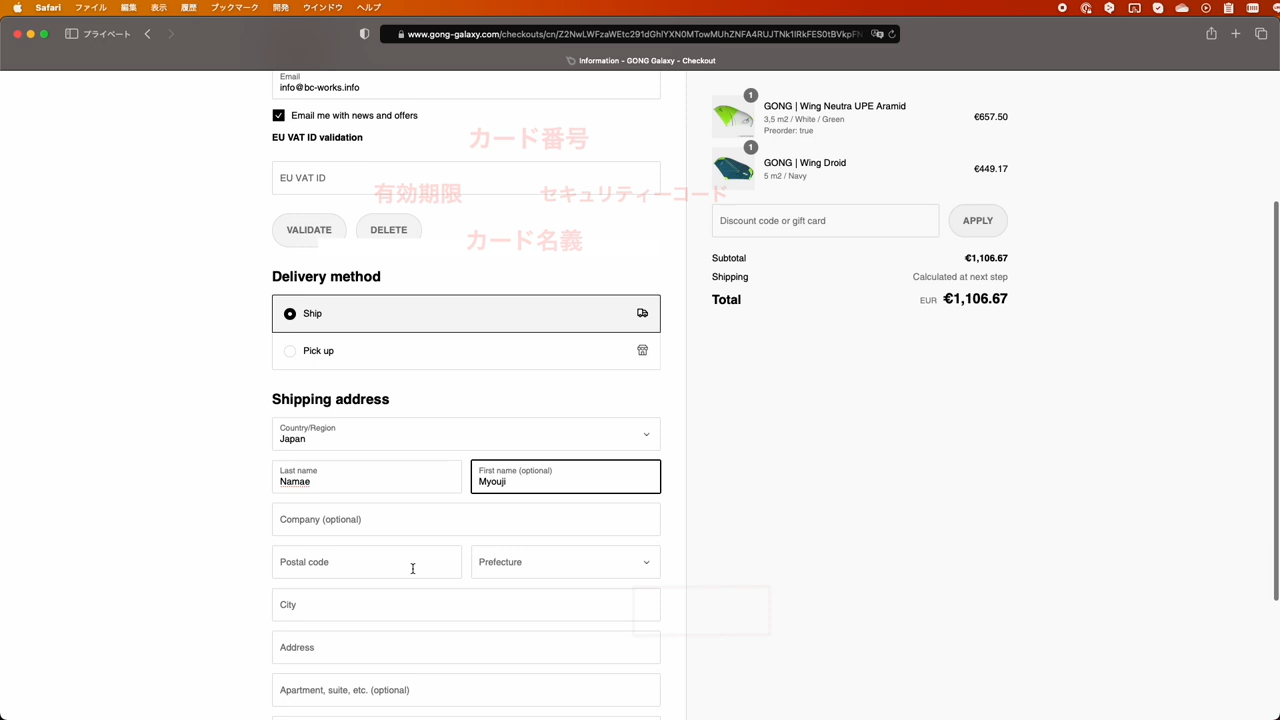 Safari ファイル 編集 表示 履歴 ブックマーク ウインドウ ヘルプ
プライベート
www.gong-galaxy.com/checkouts/cn/Z2NwLWFzaWEtc291dGhlYXN0MTowMUhZNFA4RUJTNk1IRkFES0tBVkpFN
Information - GONG Galaxy - Checkout
Email
info@bc-works.info
Email me with news and offers
EU VAT ID validation
カード番号
EU VAT ID
有効期限
セキュリティーコード
VALIDATE
DELETE
カード名義
Delivery method
Ship
Pick up
Shipping address
Country/Region
Japan
Last name
Namae
First name (optional)
Myouji
Company (optional)
Postal code
Prefecture
City
Address
Apartment, suite, etc. (optional)
1
GONG | Wing Neutra UPE Aramid
3,5 m2 / White / Green
Preorder: true
€657.50
1
GONG | Wing Droid
5 m2 / Navy
€449.17
Discount code or gift card
APPLY
Subtotal
€1,106.67
Shipping
Calculated at next step
Total
EUR €1,106.67